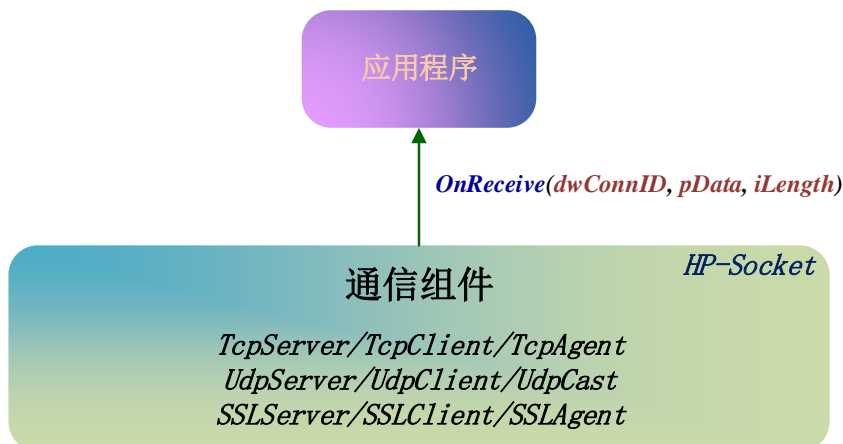 应用程序
OnReceive(dwConnID, pData, iLength)
HP-Socket
通信组件
TcpServer/TcpClient/TcpAgent
UdpServer/UdpClient/UdpCast
SSLServer/SSLClient/SSLAgent